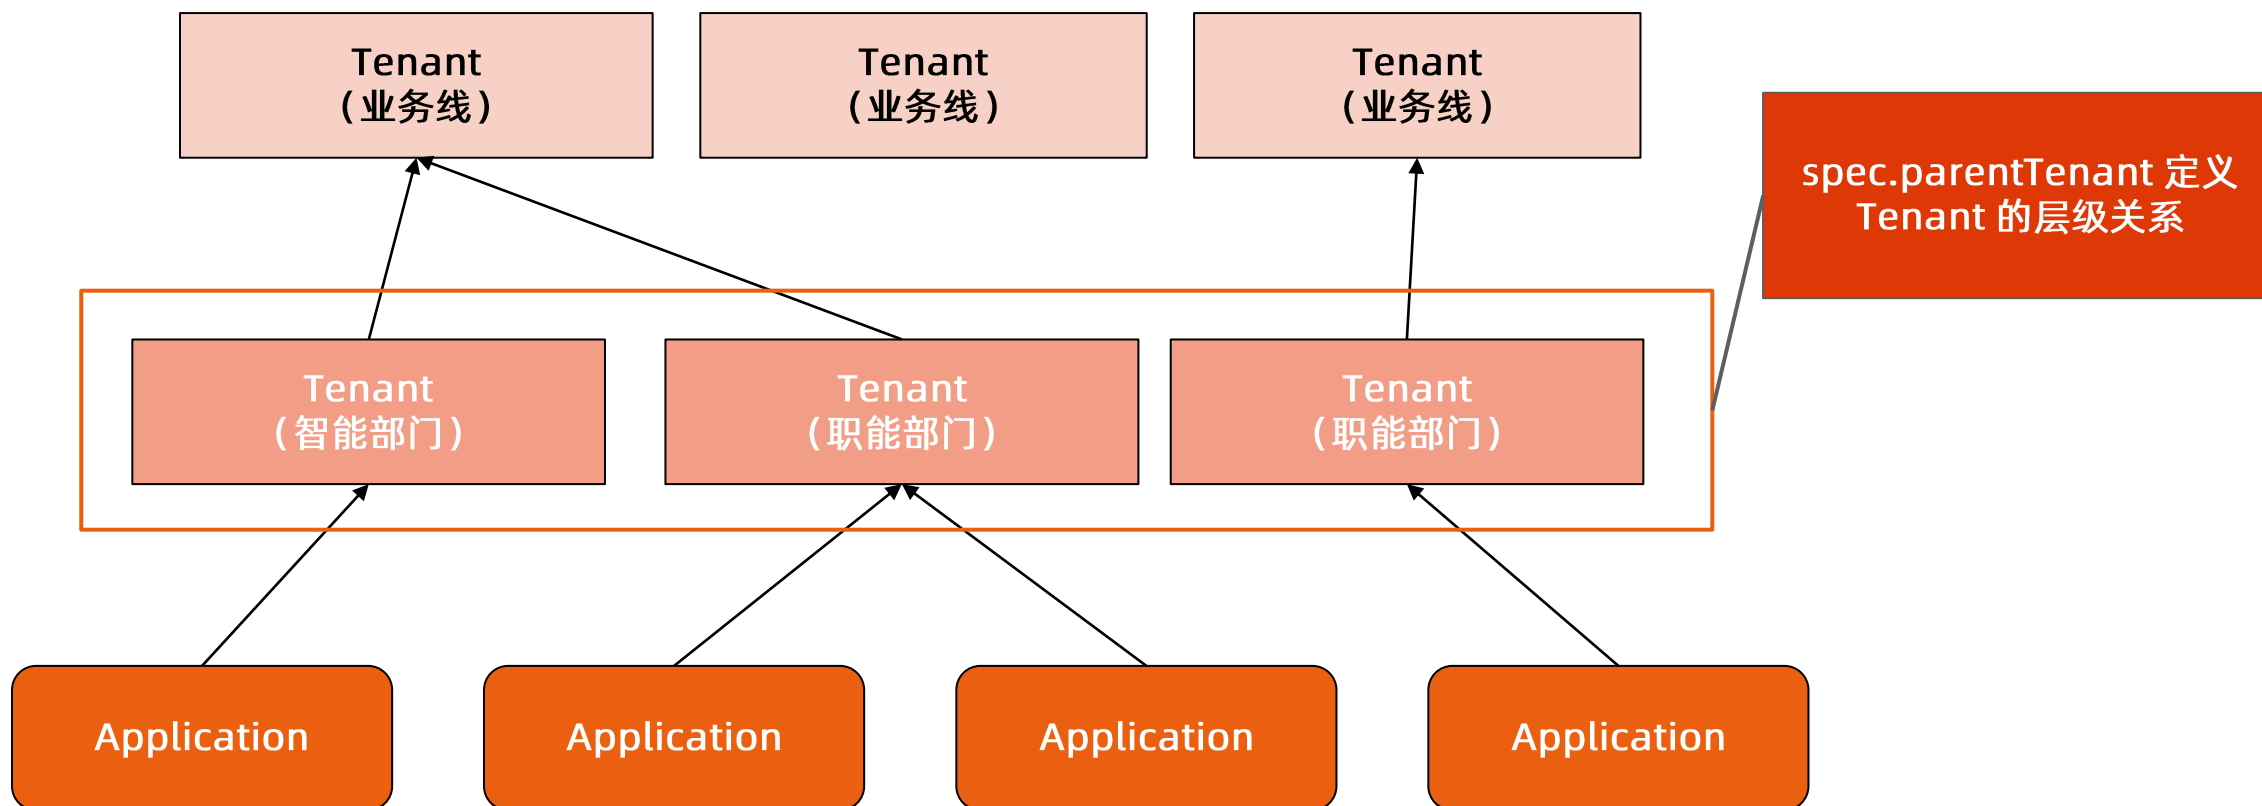 Tenant
（业务线）
Tenant
（业务线）
Tenant
（业务线）
spec.parentTenant 定义
Tenant 的层级关系
Tenant
（智能部门）
Tenant
（职能部门）
Tenant
（职能部门）
Application
Application
Application
Application